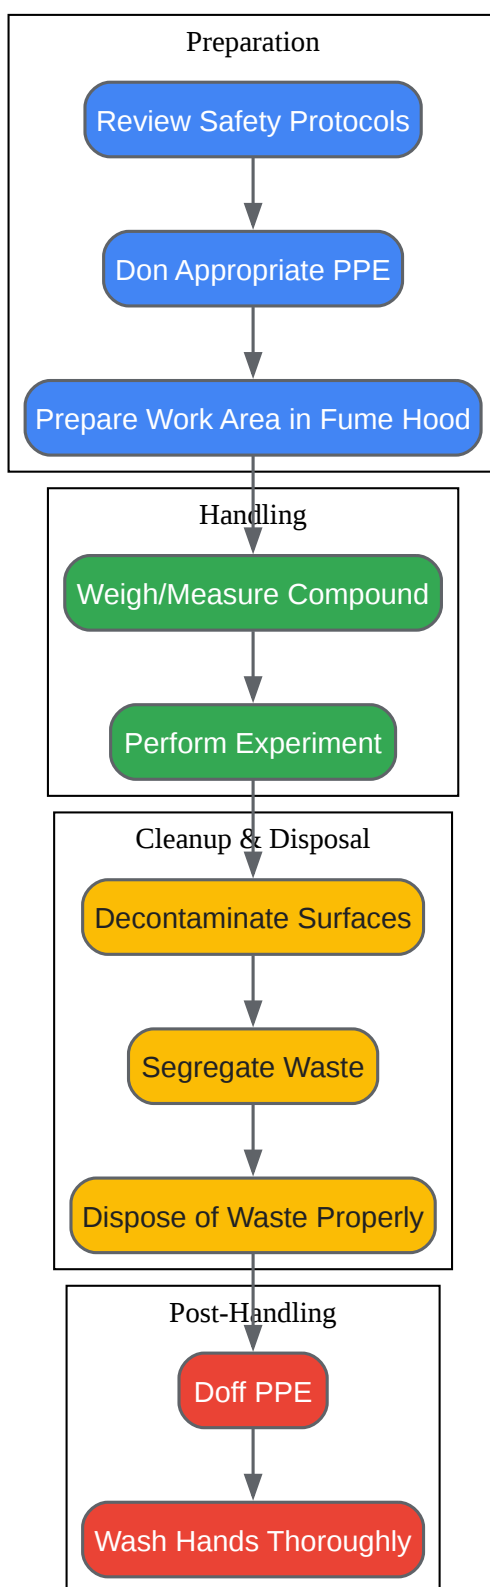 Preparation
Review Safety Protocols
Don Appropriate PPE
Prepare Work Area in Fume Hood
Handling
Weigh/Measure Compound
Perform Experiment
Cleanup & Disposal
Decontaminate Surfaces
Segregate Waste
Dispose of Waste Properly
Post-Handling
Doff PPE
Wash Hands Thoroughly